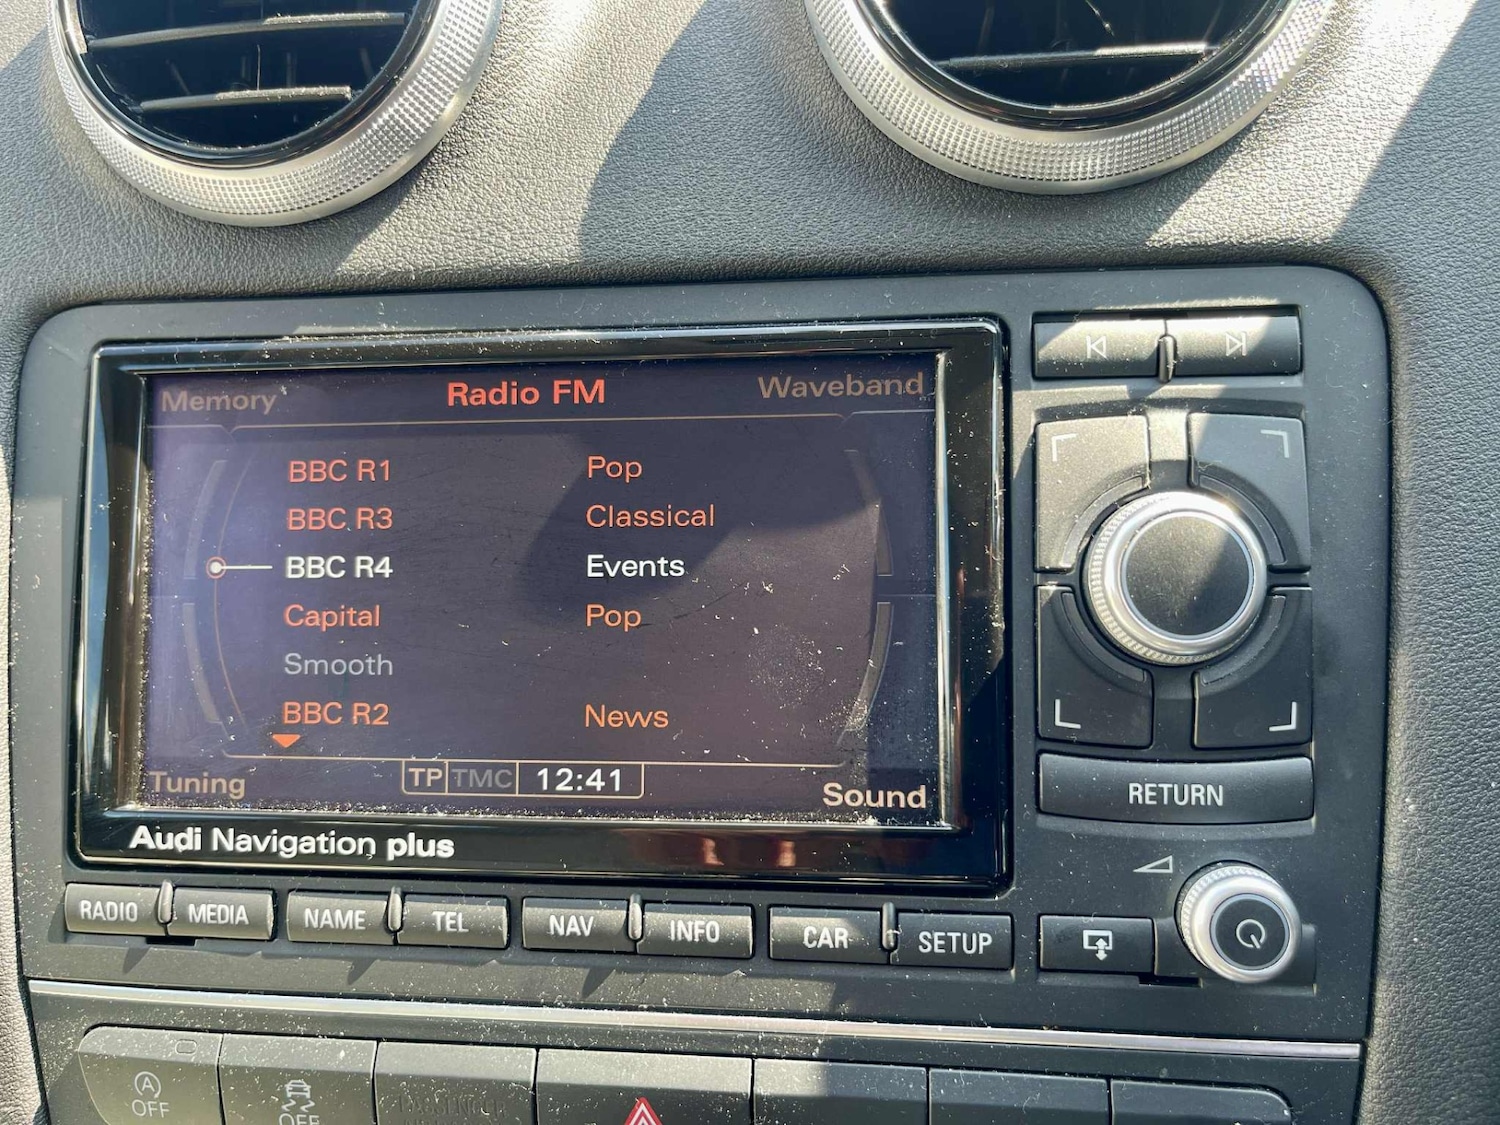 Memory Radio FM Waveband
BBC R1 Pop
BBC R3 Classical
BBC R4 Events
Capital Pop
Smooth
BBC R2 News
Tuning TP TMC 12:41 Sound
Audi Navigation plus
RETURN
RADIO MEDIA NAME TEL NAV INFO CAR SETUP
A
OFF
OFF